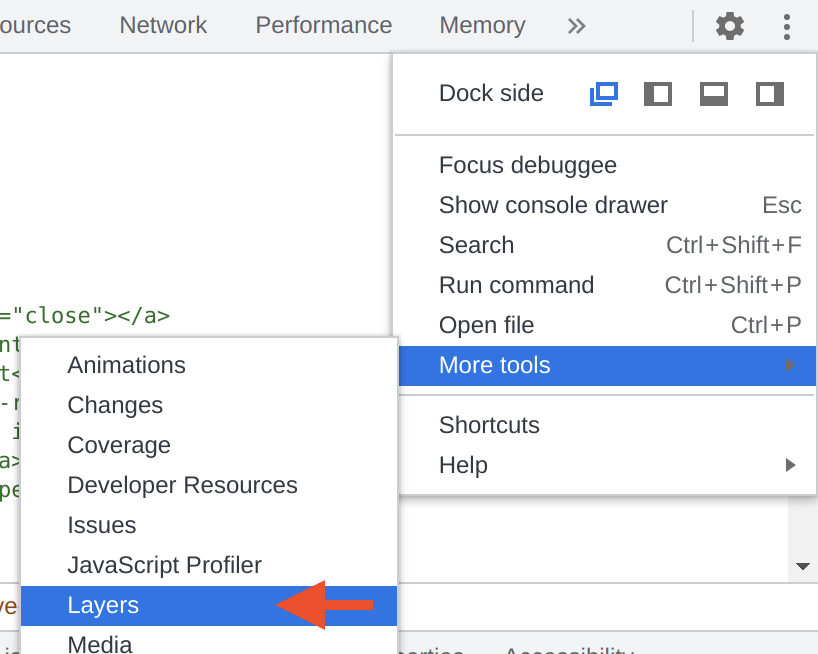 ources Network Performance Memory
Dock side
Focus debuggee
Show console drawer Esc
Search Ctrl+Shift+F
Run command Ctrl+Shift+P
Open file Ctrl+P
More tools
Shortcuts
Help
="close"></a>
nt
t<
-r
i
a>
pe
Animations
Changes
Coverage
Developer Resources
Issues
JavaScript Profiler
Layers
Media
ve
Accessibility